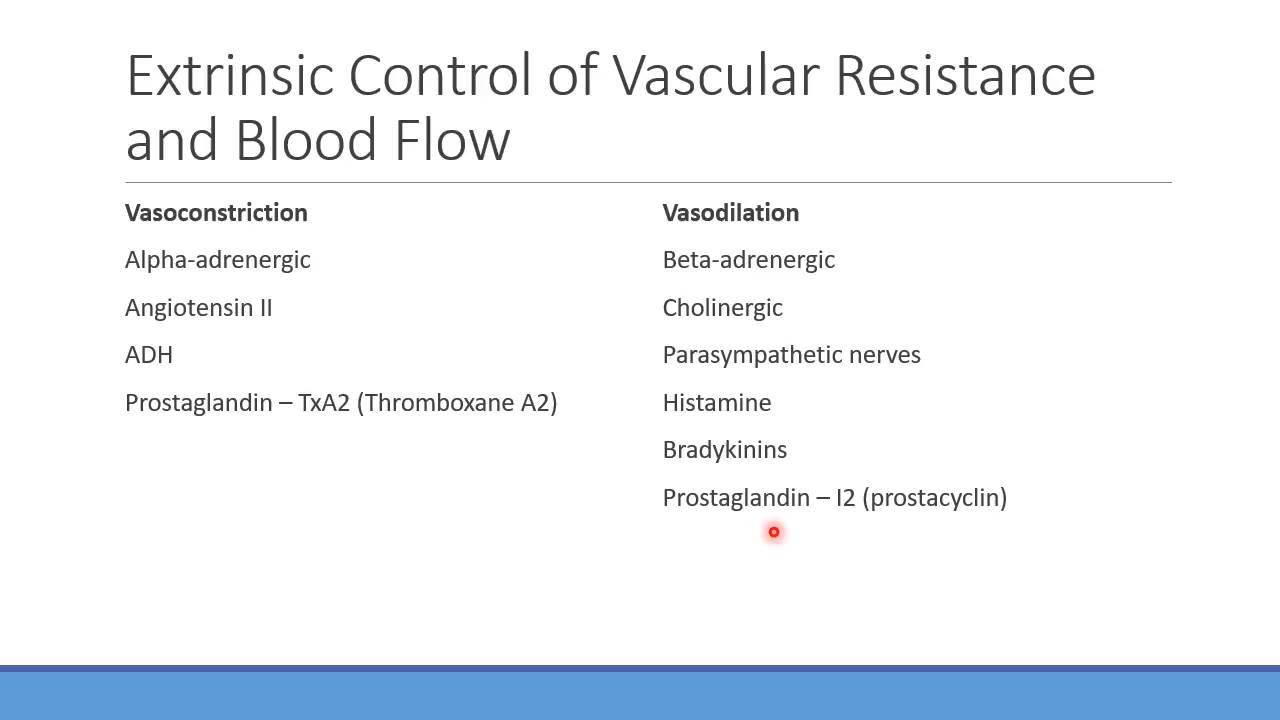 Extrinsic Control of Vascular Resistance
and Blood Flow
Vasoconstriction
Alpha-adrenergic
Angiotensin II
ADH
Prostaglandin – TxA2 (Thromboxane A2)
Vasodilation
Beta-adrenergic
Cholinergic
Parasympathetic nerves
Histamine
Bradykinins
Prostaglandin – I2 (prostacyclin)